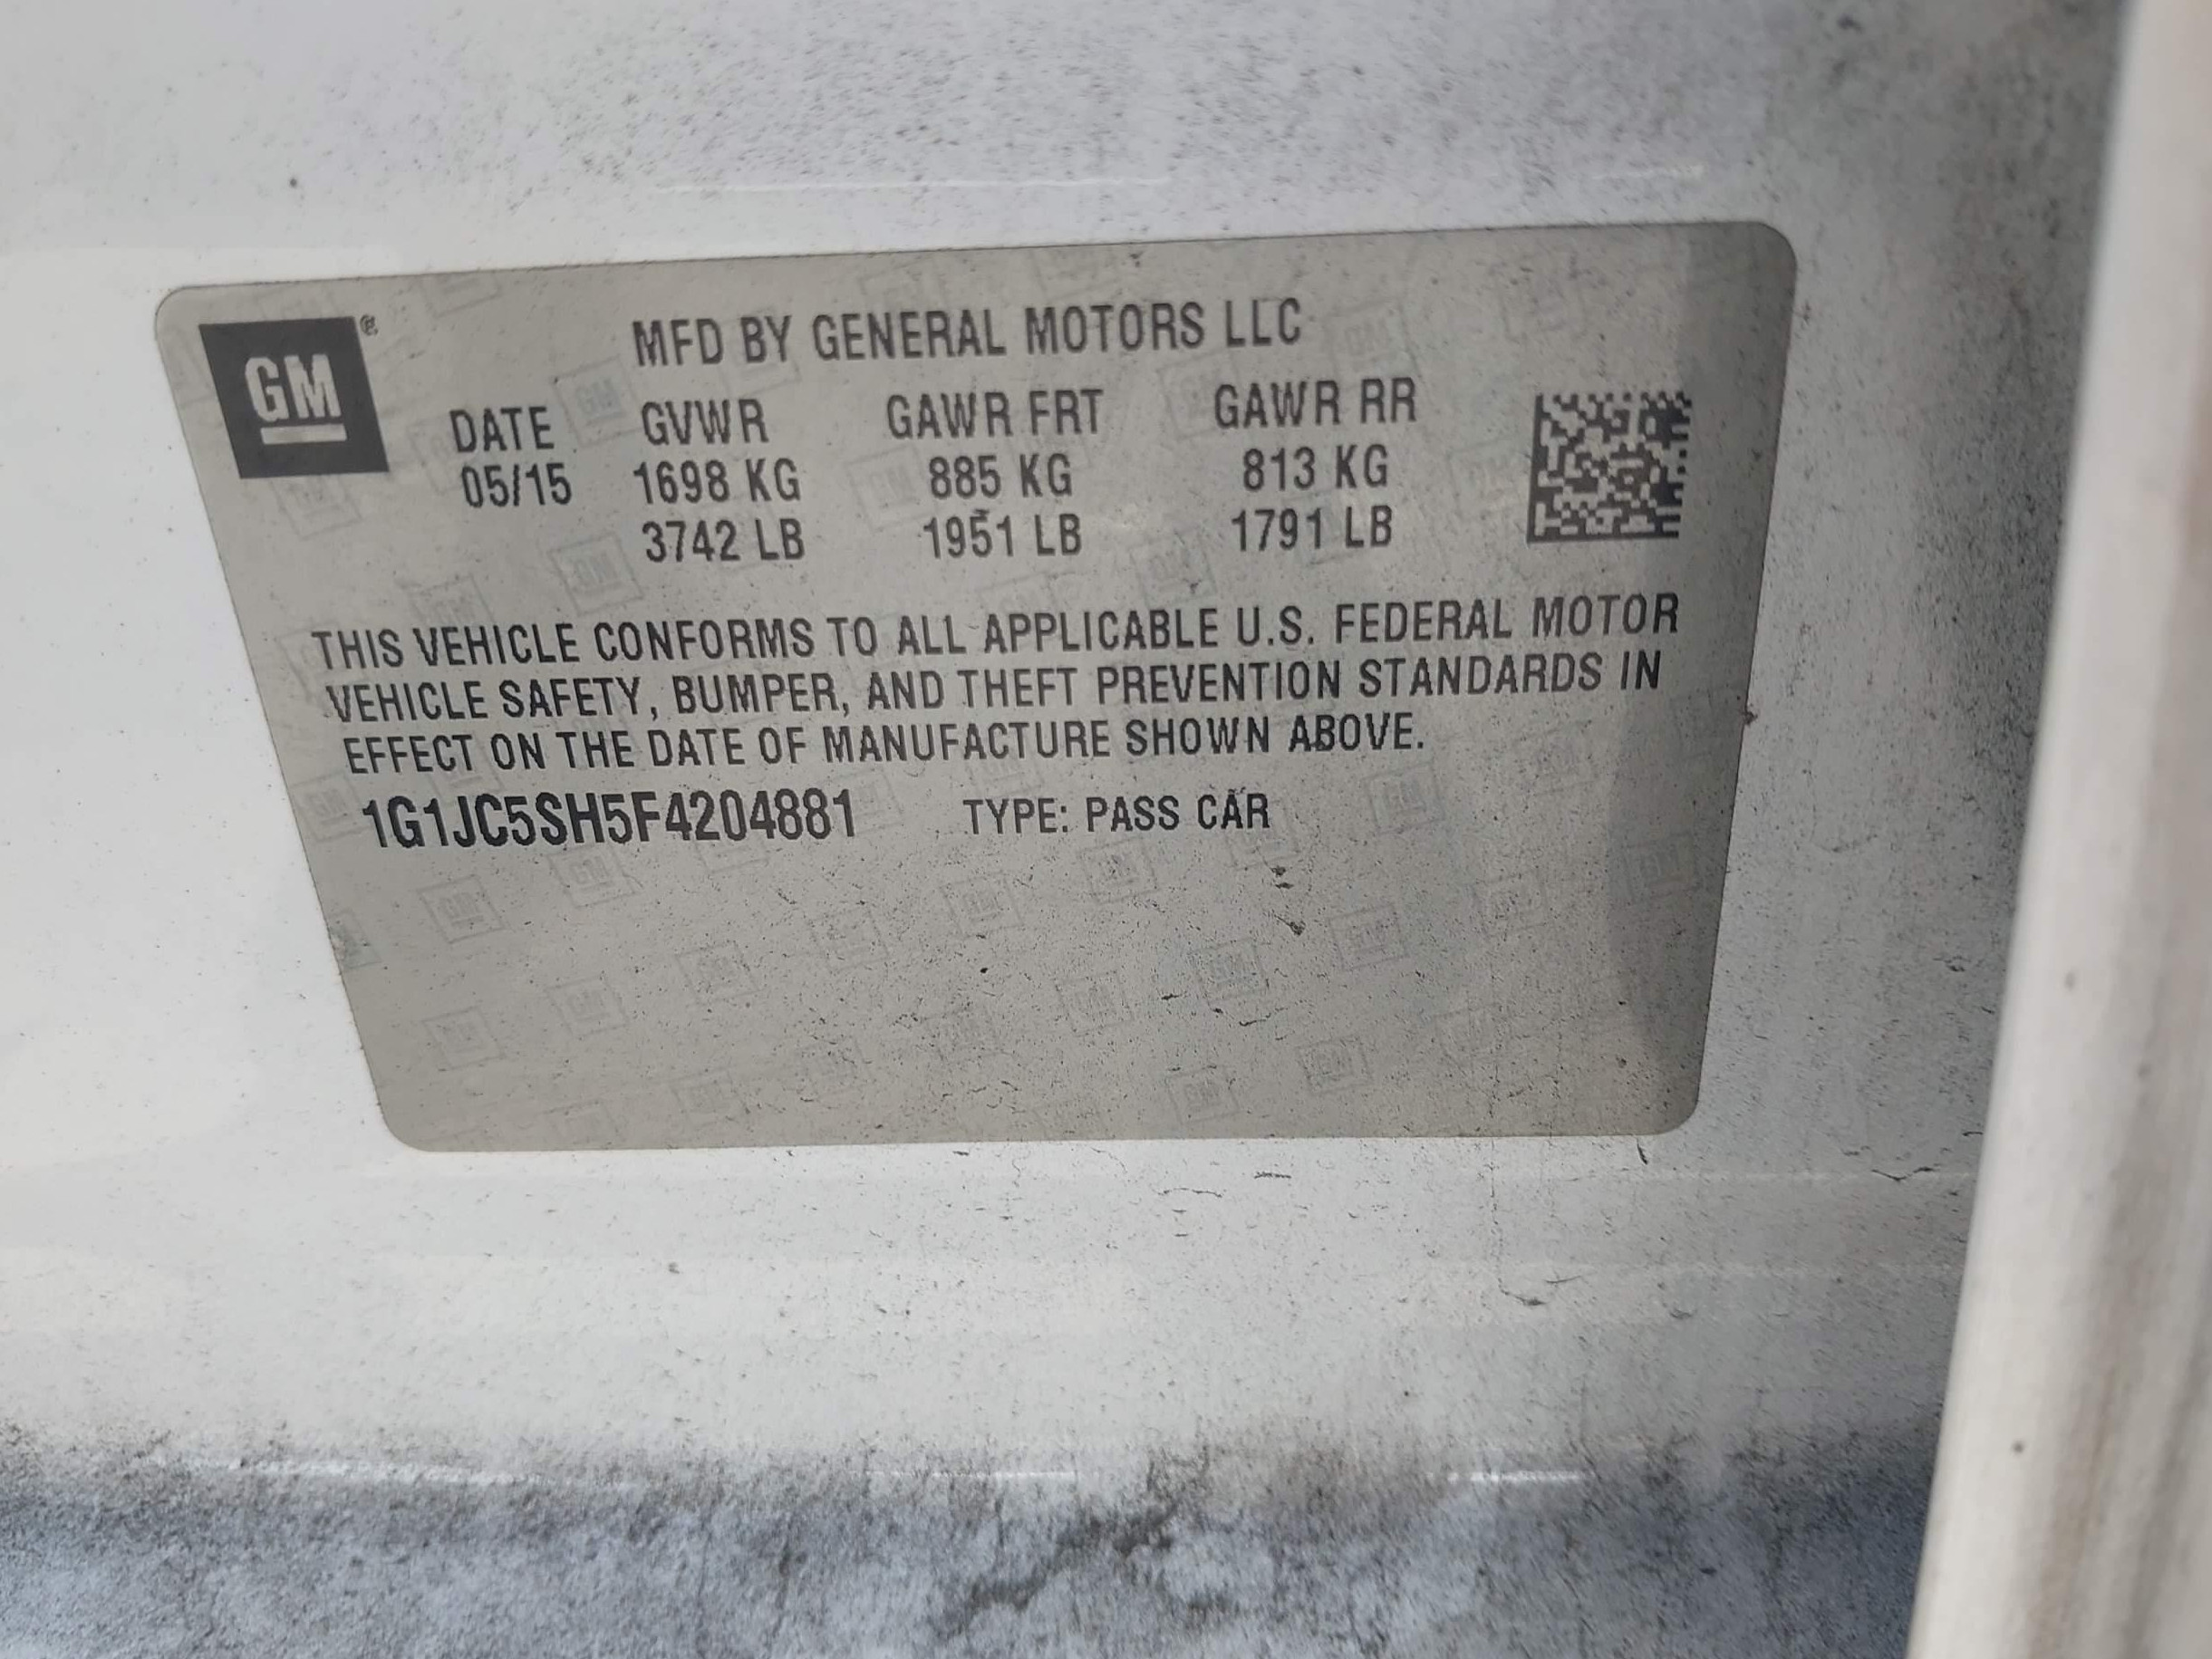 GM®
MFD BY GENERAL MOTORS LLC
DATE GVWR GAWR FRT GAWR RR
05/15 1698 KG 885 KG 813 KG
3742 LB 1951 LB 1791 LB
THIS VEHICLE CONFORMS TO ALL APPLICABLE U.S. FEDERAL MOTOR
VEHICLE SAFETY, BUMPER, AND THEFT PREVENTION STANDARDS IN
EFFECT ON THE DATE OF MANUFACTURE SHOWN ABOVE.
1G1JC5SH5F4204881 TYPE: PASS CAR